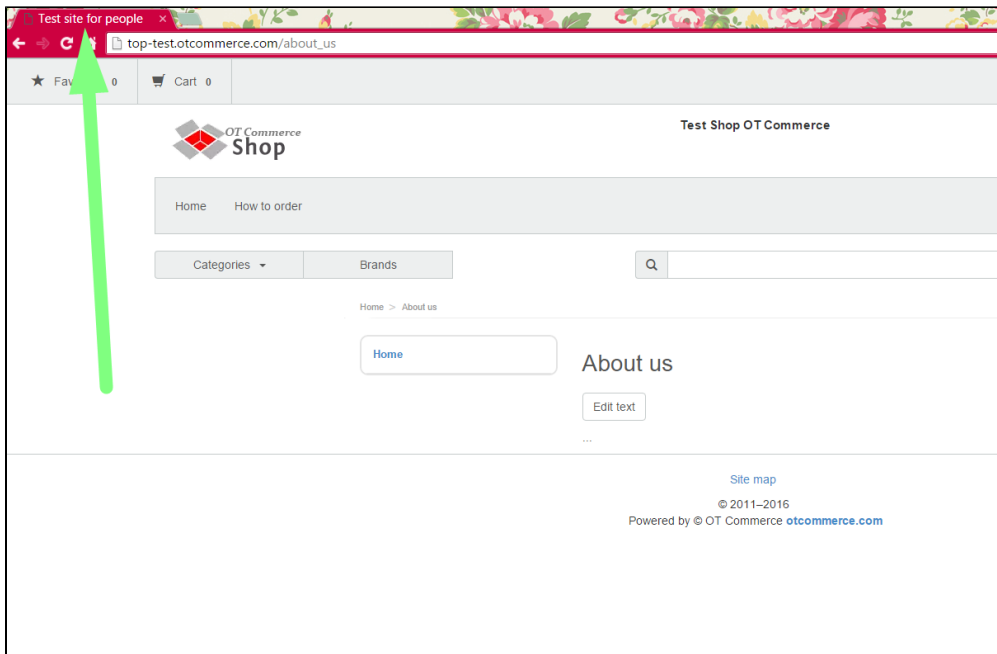 Test site for people
top-test.otcommerce.com/about_us
0
Cart 0
OT Commerce
Shop
Test Shop OT Commerce
Home How to order
Categories Brands
Home > About us
Home
About us
Edit text
...
Site map
© 2011–2016
Powered by © OT Commerce otcommerce.com